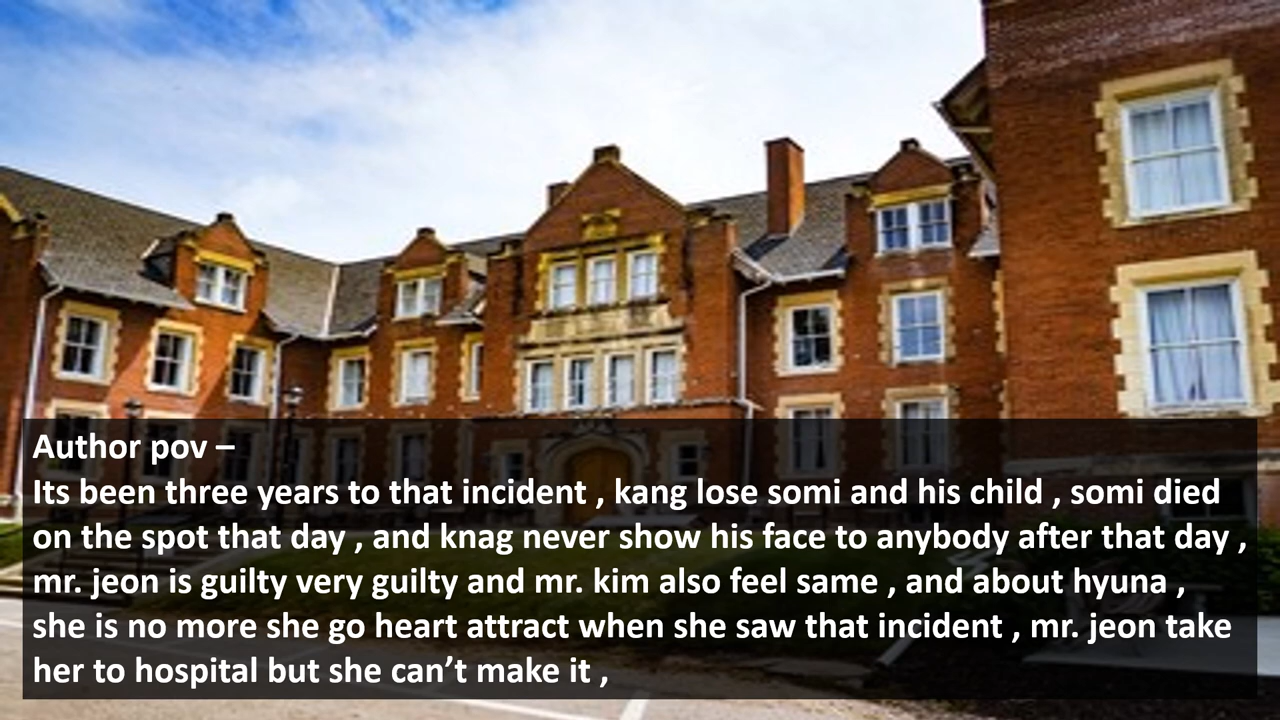 Author pov –
Its been three years to that incident , kang lose somi and his child , somi died
on the spot that day , and knag never show his face to anybody after that day ,
mr. jeon is guilty very guilty and mr. kim also feel same , and about hyuna ,
she is no more she go heart attract when she saw that incident , mr. jeon take
her to hospital but she can’t make it ,